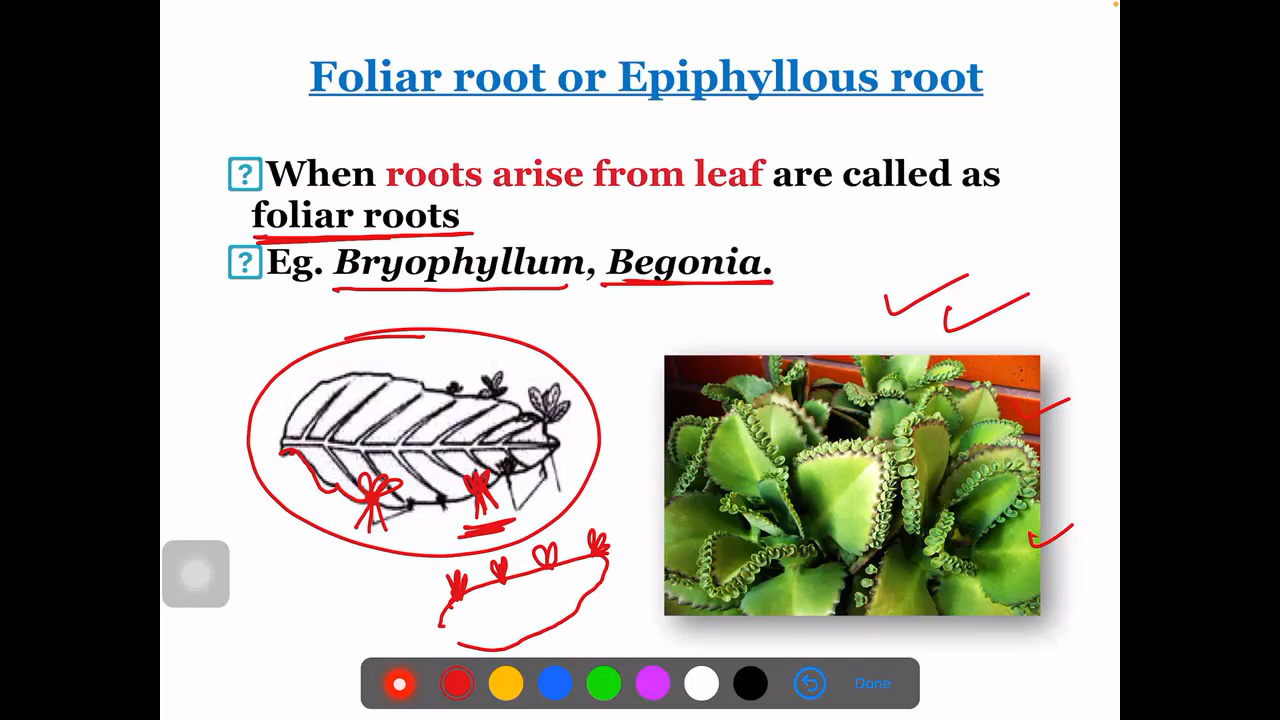 Foliar root or Epiphyllous root
?When roots arise from leaf are called as
foliar roots
?Eg. Bryophyllum, Begonia.
Done